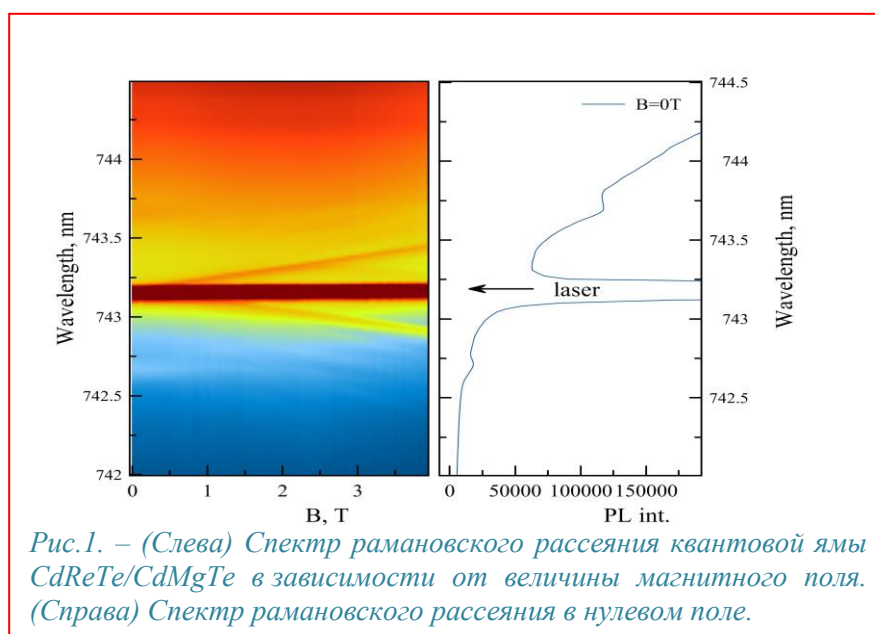 744.5
B=0T
744
744
743.5
743.5
Wavelength, nm
Wavelength, nm
laser
743
743
742.5
742.5
742
0
1
2
3
0
50000
100000
150000
B, T
PL int.
Рис.1. – (Слева) Спектр рамановского рассеяния квантовой ямы
CdReTe/CdMgTe в зависимости от величины магнитного поля.
(Справа) Спектр рамановского рассеяния в нулевом поле.